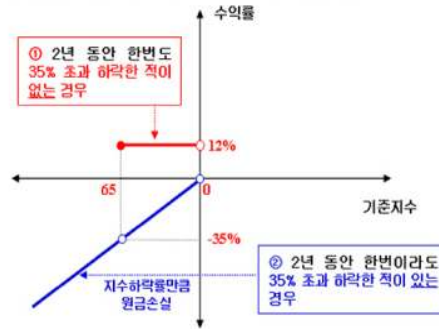 수익률
① 2년 동안 한번도
35% 초과 하락한 적이
없는 경우
12%
65
0
기준지수
-35%
지수하락률만큼
원금손실
② 2년 동안 한번이라도
35% 초과 하락한 적이 있는
경우